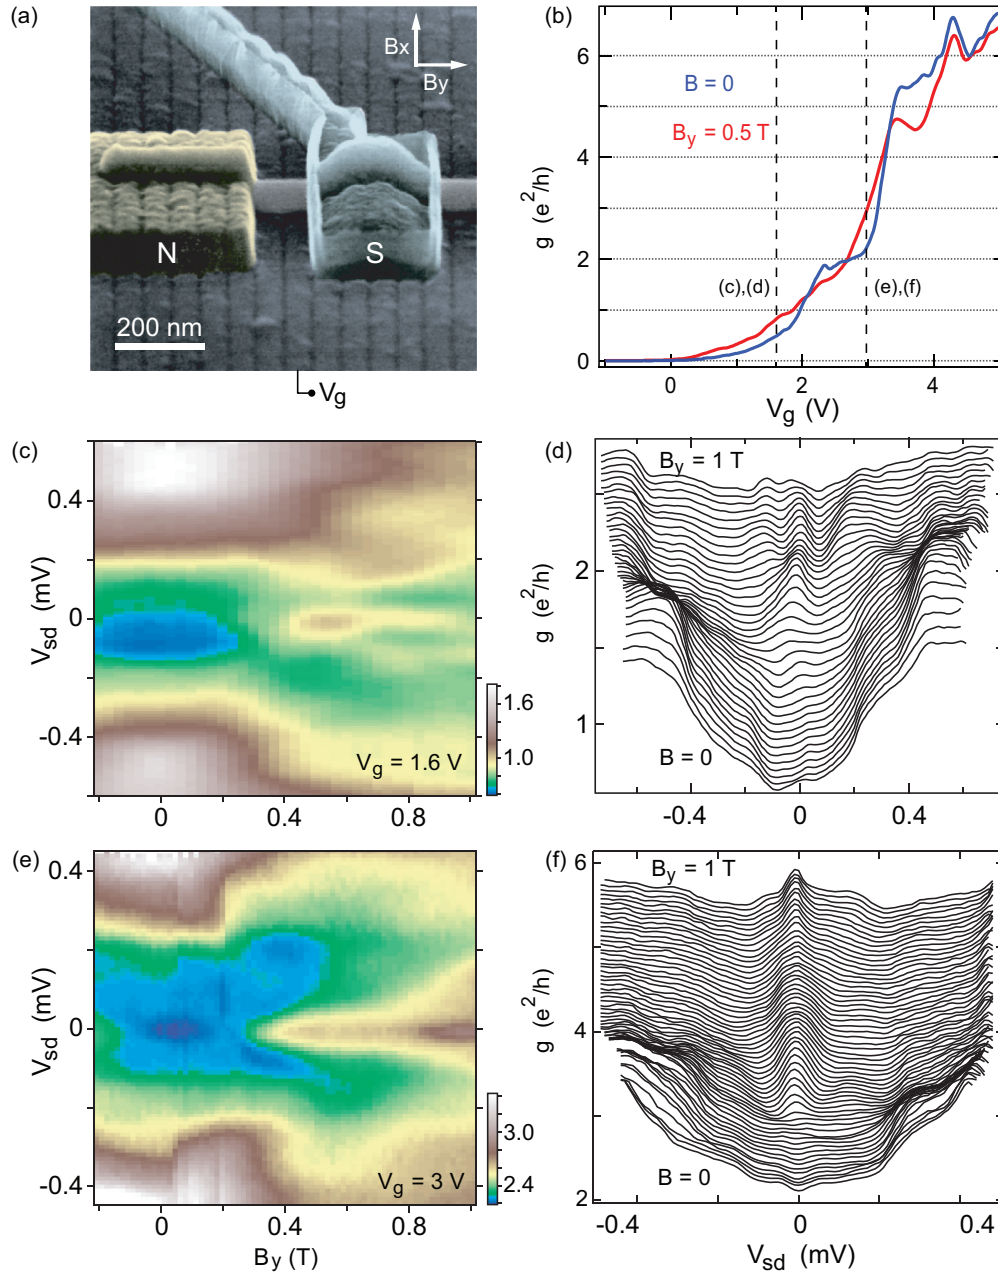 (a)
Bx
By
N
S
200 nm
Vg
(b)
6
4
2
0
g (e²/h)
B = 0
By = 0.5 T
(c),(d)
(e),(f)
0
2
4
Vg (V)
(c)
0.4
0
-0.4
Vsd (mV)
1.6
1.0
Vg = 1.6 V
0
0.4
0.8
(d)
By = 1 T
2
1
g (e²/h)
B = 0
-0.4
0
0.4
(e)
0.4
0
-0.4
Vsd (mV)
3.0
2.4
Vg = 3 V
0
0.4
0.8
By (T)
(f)
6
4
2
g (e²/h)
By = 1 T
B = 0
-0.4
0
0.4
Vsd (mV)